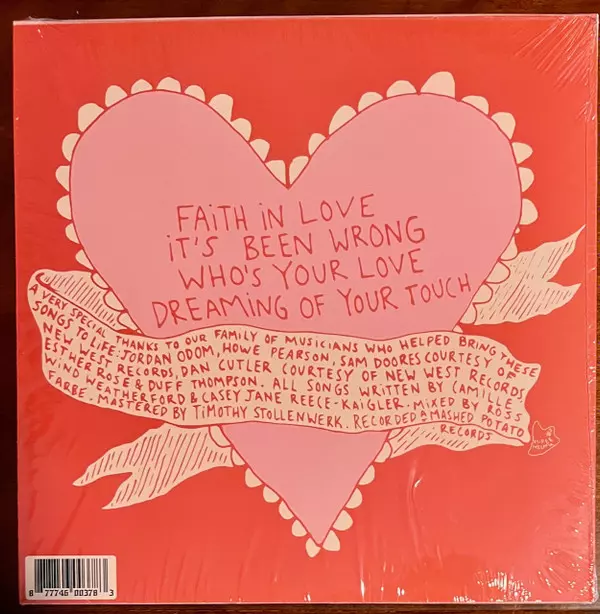 FAITH IN LOVE
IT'S BEEN WRONG
WHO'S YOUR LOVE
DREAMING OF YOUR TOUCH
A VERY SPECIAL THANKS TO OUR FAMILY OF MUSICIANS WHO HELPED BRING THESE
SONGS TO LIFE: JORDAN ODOM, HOWE PEARSON, SAM DOORES COURTESY OF
NEW WEST RECORDS, DAN CUTLER COURTESY OF NEW WEST RECORDS
ESTHER ROSE & DUFF THOMPSON. ALL SONGS WRITTEN BY CAMILLE
WIND WEATHERFORD & CASEY JANE REECE-KAIGLER. MIXED BY ROSS
FARBE. MASTERED BY TIMOTHY STOLLENWERK. RECORDED @ MASHED POTATO
RECORDS
8 77746 00378 3